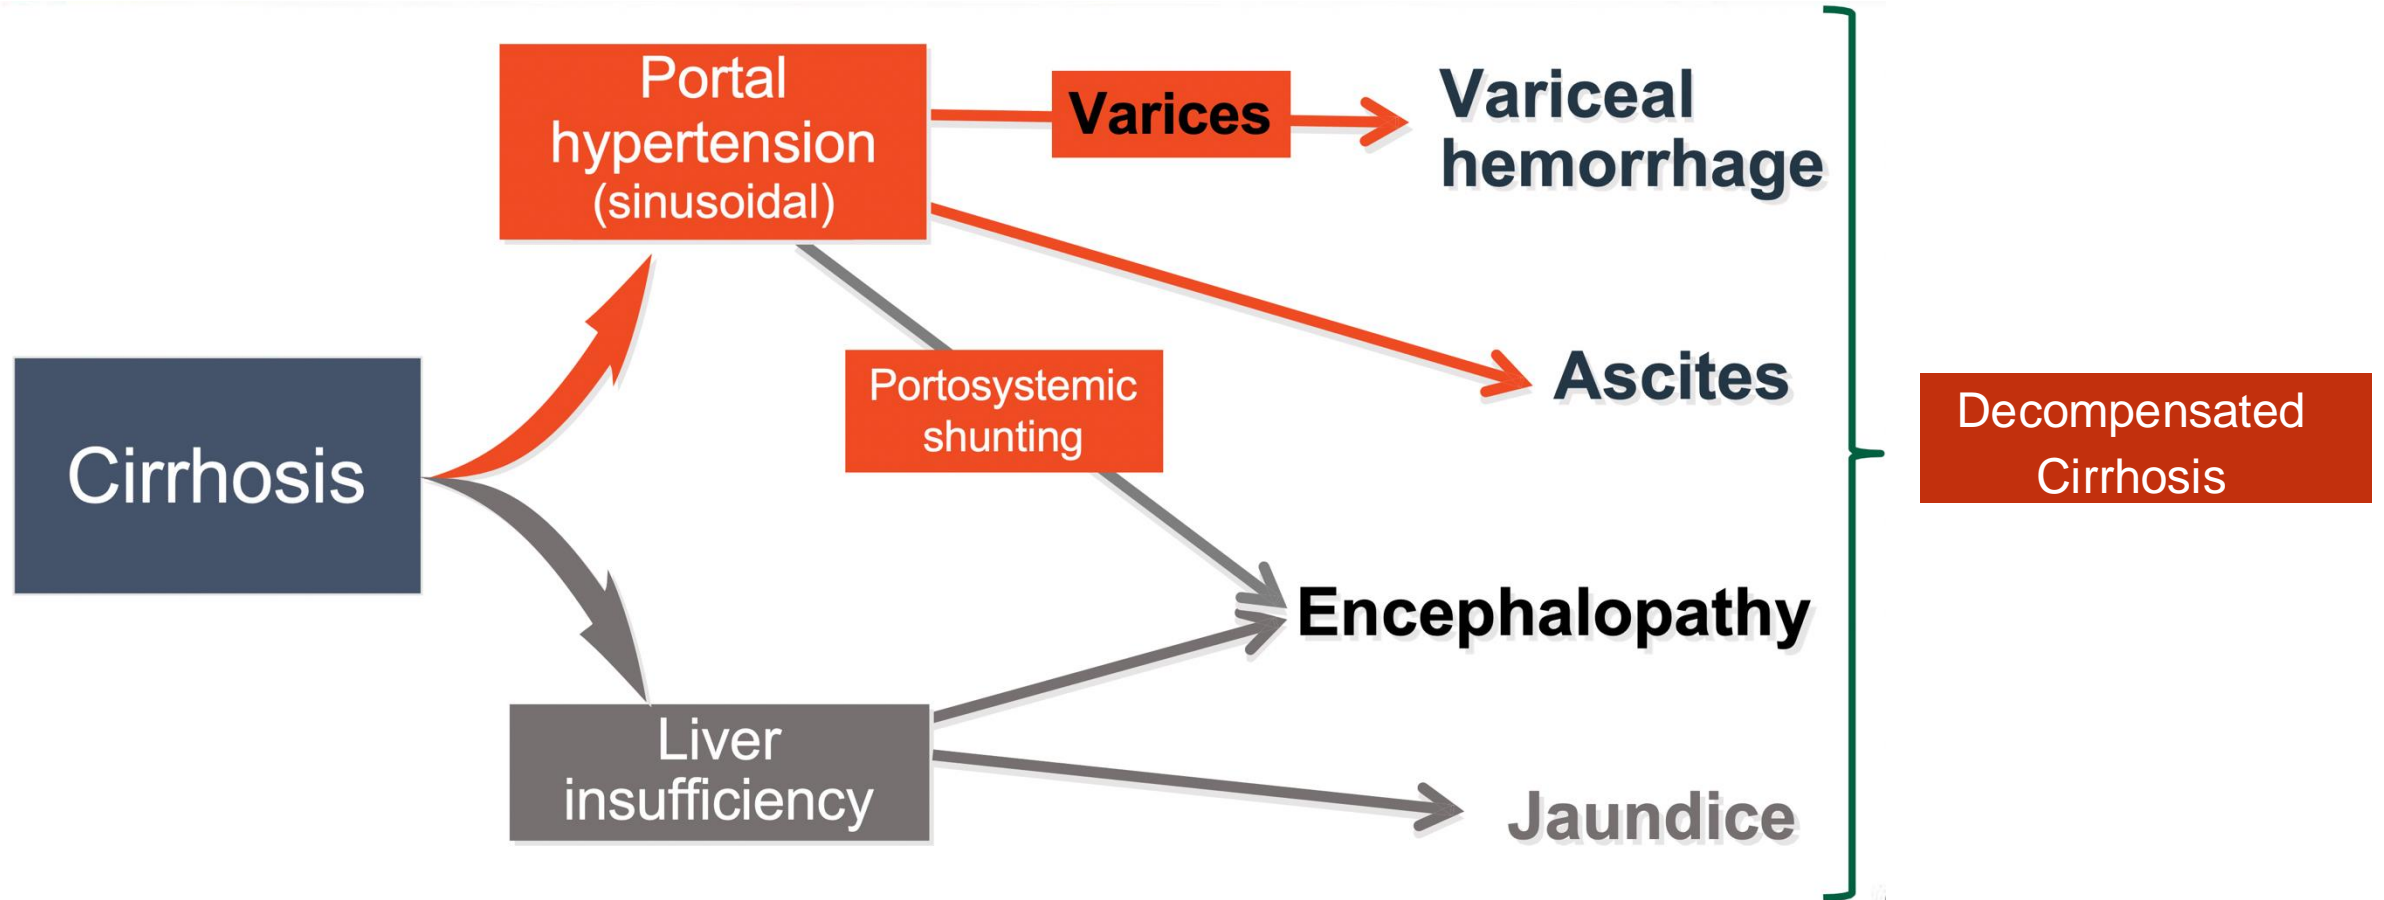 Portal
hypertension
(sinusoidal)
Varices
Variceal
hemorrhage
Ascites
Portosystemic
shunting
Cirrhosis
Decompensated
Cirrhosis
Encephalopathy
Liver
insufficiency
Jaundice